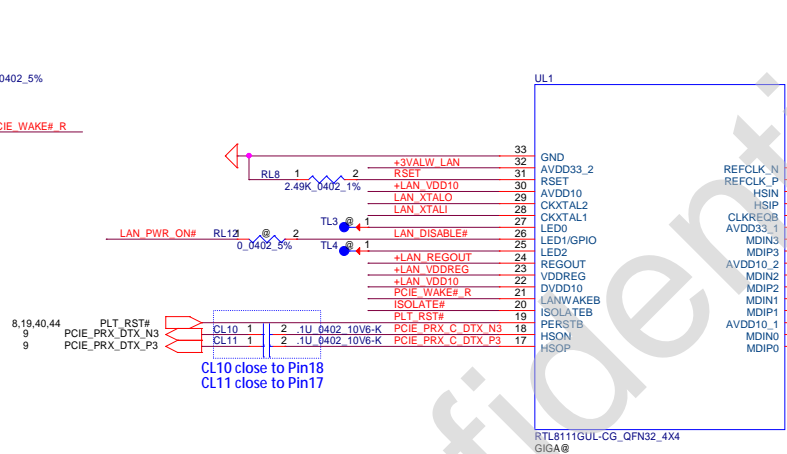 0402_5%
UL1
CIE_WAKE#_R
33 GND
+3VALW_LAN 32 AVDD33_2 REFCLK_N
RL8 1 2 RSET 31 RSET REFCLK_P
2.49K_0402_1% +LAN_VDD10 30 AVDD10 HSIN
LAN_XTALO 29 CKXTAL2 HSIP
LAN_XTALI 28 CKXTAL1 CLKREQB
TL3 @ 1 27 LED0 AVDD33_1
LAN_PWR_ON# RL12 1 @ 2 LAN_DISABLE# 26 LED1/GPIO MDIN3
0_0402_5%
TL4 @ 1 25 LED2 MDIP3
+LAN_REGOUT 24 REGOUT AVDD10_2
+LAN_VDDREG 23 VDDREG MDIN2
+LAN_VDD10 22 DVDD10 MDIP2
PCIE_WAKE#_R 21 LANWAKEB MDIN1
ISOLATE# 20 ISOLATEB MDIP1
8,19,40,44 PLT_RST# PLT_RST# 19 PERSTB AVDD10_1
9 PCIE_PRX_DTX_N3 CL10 1 2 .1U_0402_10V6-K PCIE_PRX_C_DTX_N3 18 HSON MDIN0
9 PCIE_PRX_DTX_P3 CL11 1 2 .1U_0402_10V6-K PCIE_PRX_C_DTX_P3 17 HSOP MDIP0
CL10 close to Pin18
CL11 close to Pin17
RTL8111GUL-CG_QFN32_4X4
GIGA@
fident